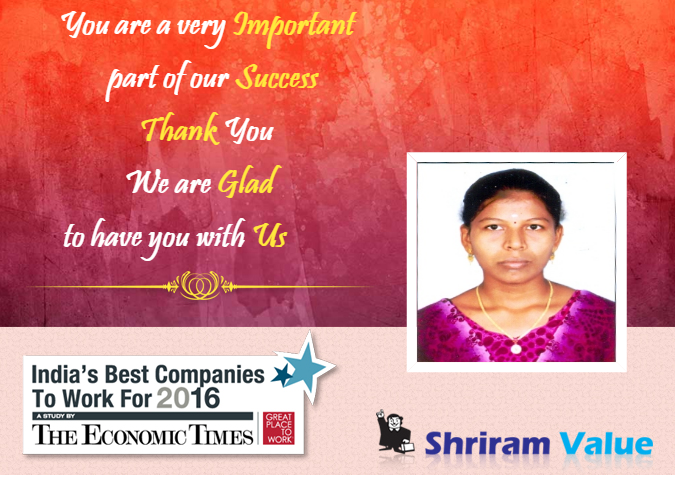 You are a very Important
part of our Success
Thank You
We are Glad
to have you with Us
India's Best Companies
To Work For 2016
A STUDY BY
THE ECONOMIC TIMES
GREAT
PLACE
TO
WORK
Shriram Value